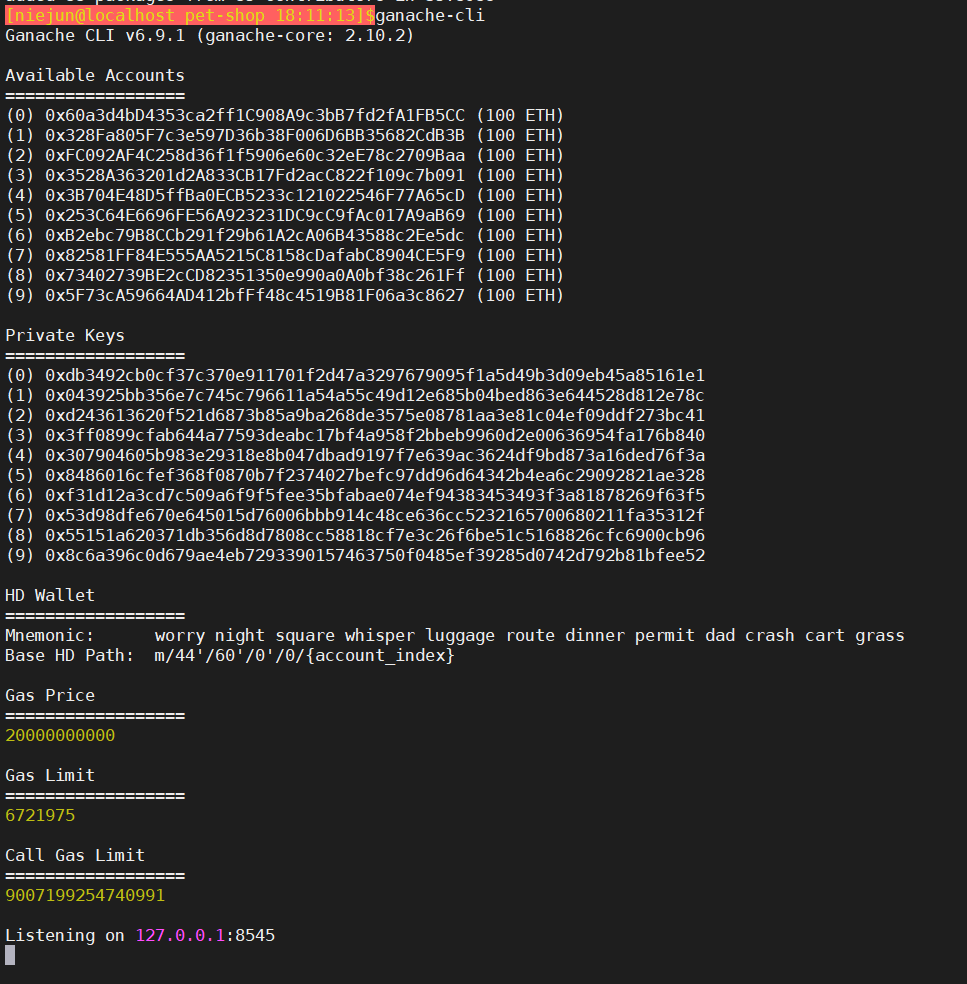 [niejun@localhost pet-shop 18:11:13]$ganache-cli
Ganache CLI v6.9.1 (ganache-core: 2.10.2)
Available Accounts
==================
(0) 0x60a3d4bD4353ca2ff1C908A9c3bB7fd2fA1FB5CC (100 ETH)
(1) 0x328Fa805F7c3e597D36b38F006D6BB35682CdB3B (100 ETH)
(2) 0xFC092AF4C258d36f1f5906e60c32eE78c2709Baa (100 ETH)
(3) 0x3528A363201d2A833CB17Fd2acC822f109c7b091 (100 ETH)
(4) 0x3B704E48D5ffBa0ECB5233c121022546F77A65cD (100 ETH)
(5) 0x253C64E6696FE56A923231DC9cC9fAc017A9aB69 (100 ETH)
(6) 0xB2ebc79B8CCb291f29b61A2cA06B43588c2Ee5dc (100 ETH)
(7) 0x82581FF84E555AA5215C8158cDafabC8904CE5F9 (100 ETH)
(8) 0x73402739BE2cCD82351350e990a0A0bf38c261Ff (100 ETH)
(9) 0x5F73cA59664AD412bfFf48c4519B81F06a3c8627 (100 ETH)
Private Keys
==================
(0) 0xdb3492cb0cf37c370e911701f2d47a3297679095f1a5d49b3d09eb45a85161e1
(1) 0x043925bb356e7c745c796611a54a55c49d12e685b04bed863e644528d812e78c
(2) 0xd243613620f521d6873b85a9ba268de3575e08781aa3e81c04ef09ddf273bc41
(3) 0x3ff0899cfab644a77593deabc17bf4a958f2bbeb9960d2e00636954fa176b840
(4) 0x307904605b983e29318e8b047dbad9197f7e639ac3624df9bd873a16ded76f3a
(5) 0x8486016cfef368f0870b7f2374027befc97dd96d64342b4ea6c29092821ae328
(6) 0xf31d12a3cd7c509a6f9f5fee35bfabae074ef94383453493f3a81878269f63f5
(7) 0x53d98dfe670e645015d76006bbb914c48ce636cc5232165700680211fa35312f
(8) 0x55151a620371db356d8d7808cc58818cf7e3c26f6be51c5168826cfc6900cb96
(9) 0x8c6a396c0d679ae4eb7293390157463750f0485ef39285d0742d792b81bfee52
HD Wallet
==================
Mnemonic:      worry night square whisper luggage route dinner permit dad crash cart grass
Base HD Path:  m/44'/60'/0'/0/{account_index}
Gas Price
==================
20000000000
Gas Limit
==================
6721975
Call Gas Limit
==================
9007199254740991
Listening on 127.0.0.1:8545